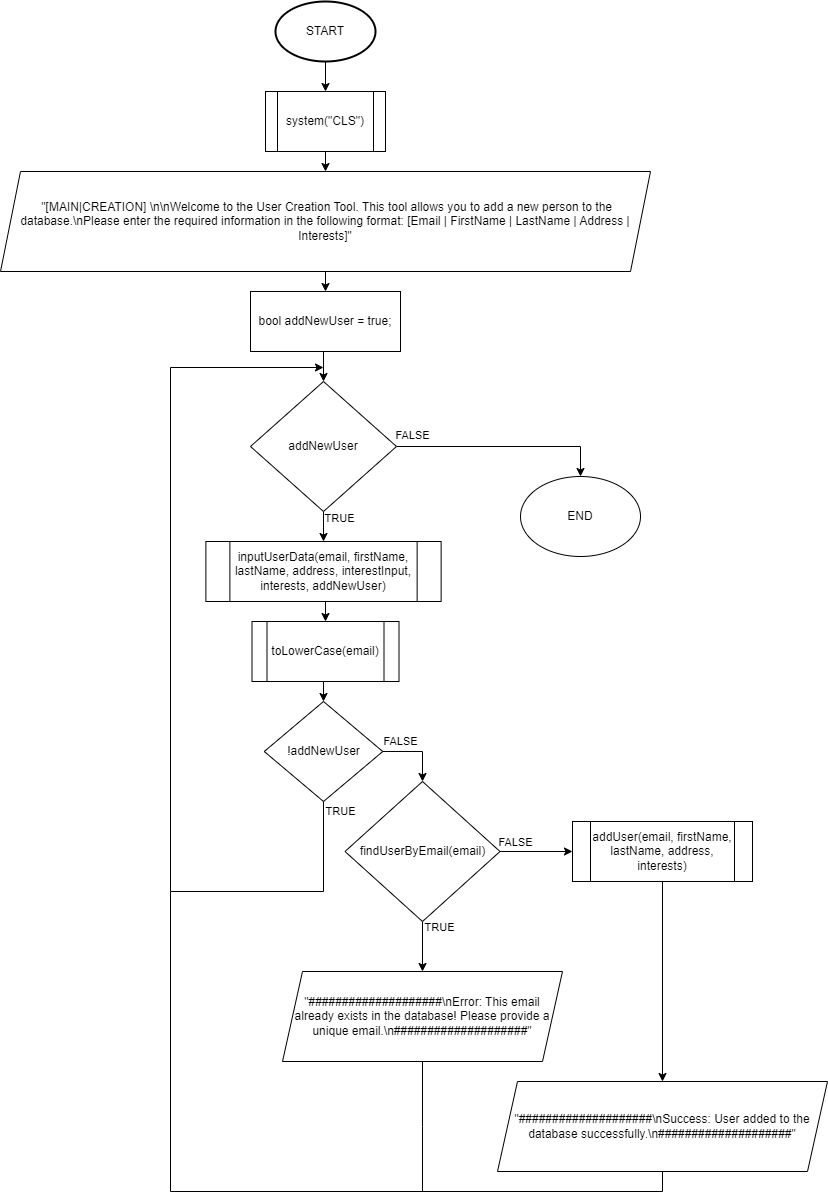 START
system("CLS")
"[MAIN|CREATION] \n\nWelcome to the User Creation Tool. This tool allows you to add a new person to the
database.\nPlease enter the required information in the following format: [Email | FirstName | LastName | Address |
Interests]"
bool addNewUser = true;
addNewUser
FALSE
END
TRUE
inputUserData(email, firstName,
lastName, address, interestInput,
interests, addNewUser)
toLowerCase(email)
!addNewUser
FALSE
TRUE
findUserByEmail(email)
FALSE
addUser(email, firstName,
lastName, address,
interests)
TRUE
"####################\nError: This email
already exists in the database! Please provide a
unique email.\n####################"
"####################\nSuccess: User added to the
database successfully.\n####################"